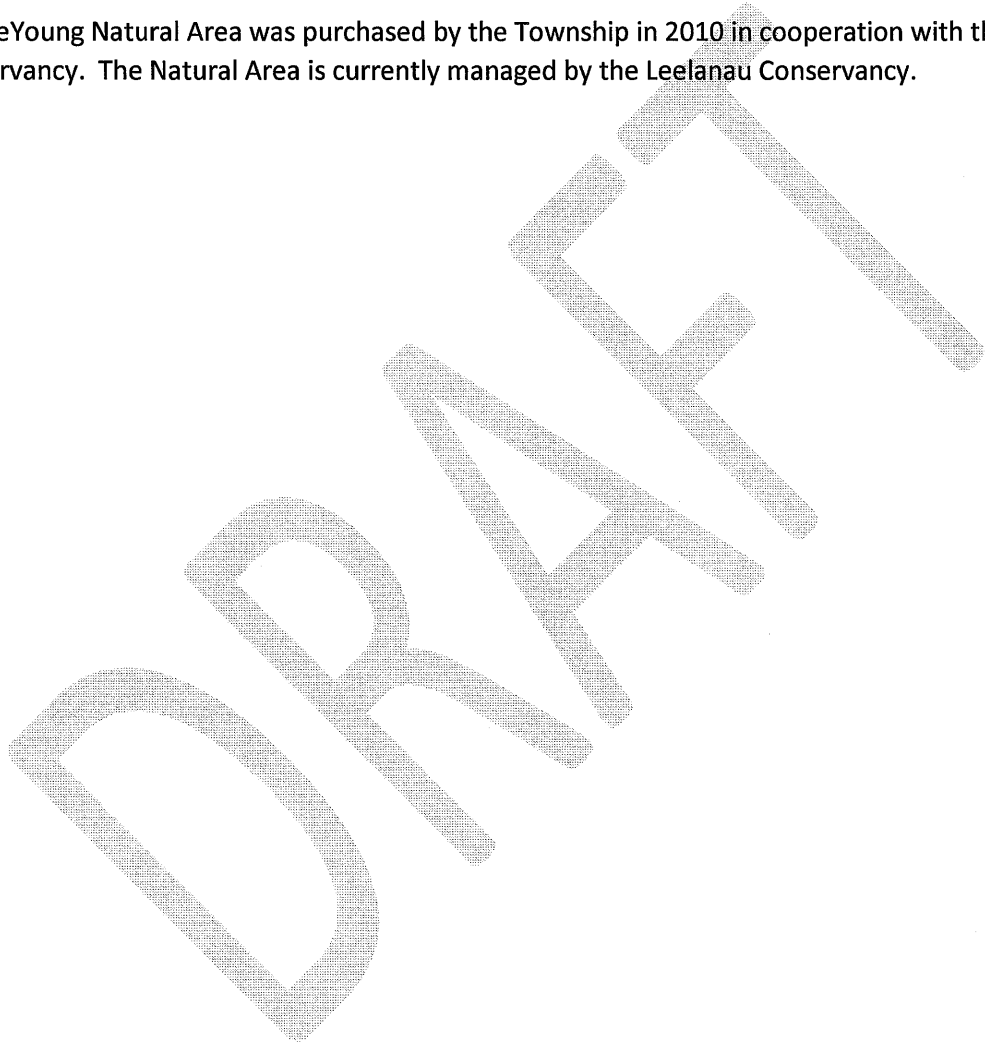 eYoung Natural Area was purchased by the Township in 2010 in cooperation with
rvancy. The Natural Area is currently managed by the Leelanau Conservancy.
DRAFT